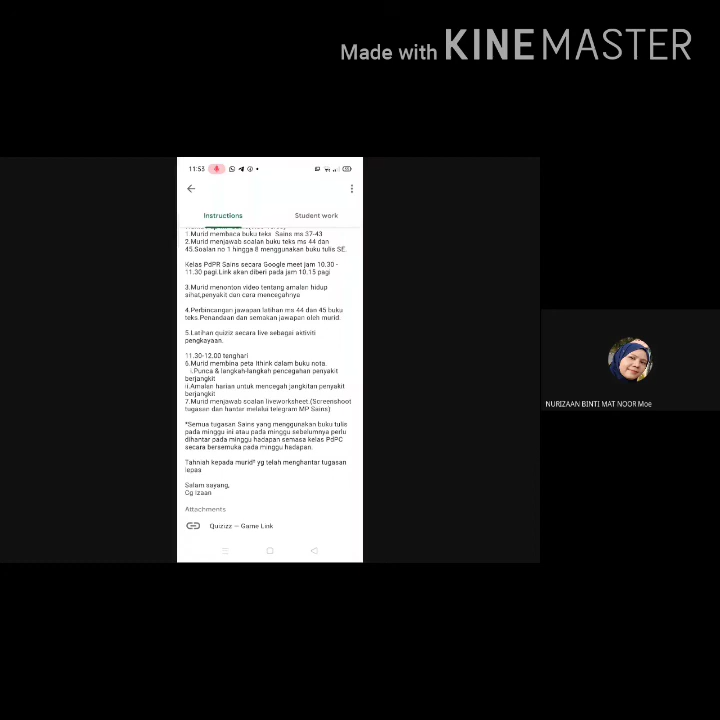 Made with KINEMASTER
11:53
Instructions Student work
1.Murid membaca buku teks Sains ms 37-43
2.Murid menjawab soalan buku teks ms 44 dan
45.Soalan no 1 hingga 8 menggunakan buku tulis SE.
Kelas PdPR Sains secara Google meet jam 10.30 -
11.30 pagi.Link akan diberi pada jam 10.15 pagi
3.Murid menonton video tentang amalan hidup
sihat,penyakit dan cara mencegahnya
4.Perbincangan jawapan latihan ms 44 dan 45 buku
teks.Penandaan dan semakan jawapan oleh murid.
5.Latihan quiziz secara live sebagai aktiviti
pengkayaan.
11.30-12.00 tenghari
6.Murid membina peta Ithink dalam buku nota.
i.Punca & langkah-langkah pencegahan penyakit
berjangkit
ii.Amalan harian untuk mencegah jangkitan penyakit
berjangkit
7.Murid menjawab soalan liveworksheet.(Screenshoot
tugasan dan hantar melalui telegram MP Sains)
*Semua tugasan Sains yang menggunakan buku tulis
pada minggu ini atau pada minggu sebelumnya perlu
dihantar pada minggu hadapan semasa kelas PdPC
secara bersemuka pada minggu hadapan.
Tahniah kepada murid² yg telah menghantar tugasan
lepas
Salam sayang,
Cg Izaan
Attachments
Quizizz — Game Link
NURIZAAN BINTI MAT NOOR Moe